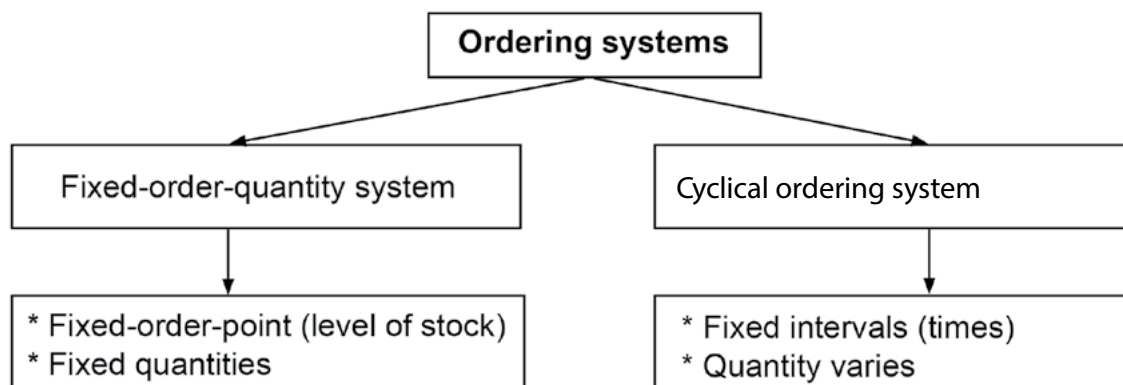 Ordering systems
Fixed-order-quantity system
Cyclical ordering system
* Fixed-order-point (level of stock)
* Fixed quantities
* Fixed intervals (times)
* Quantity varies